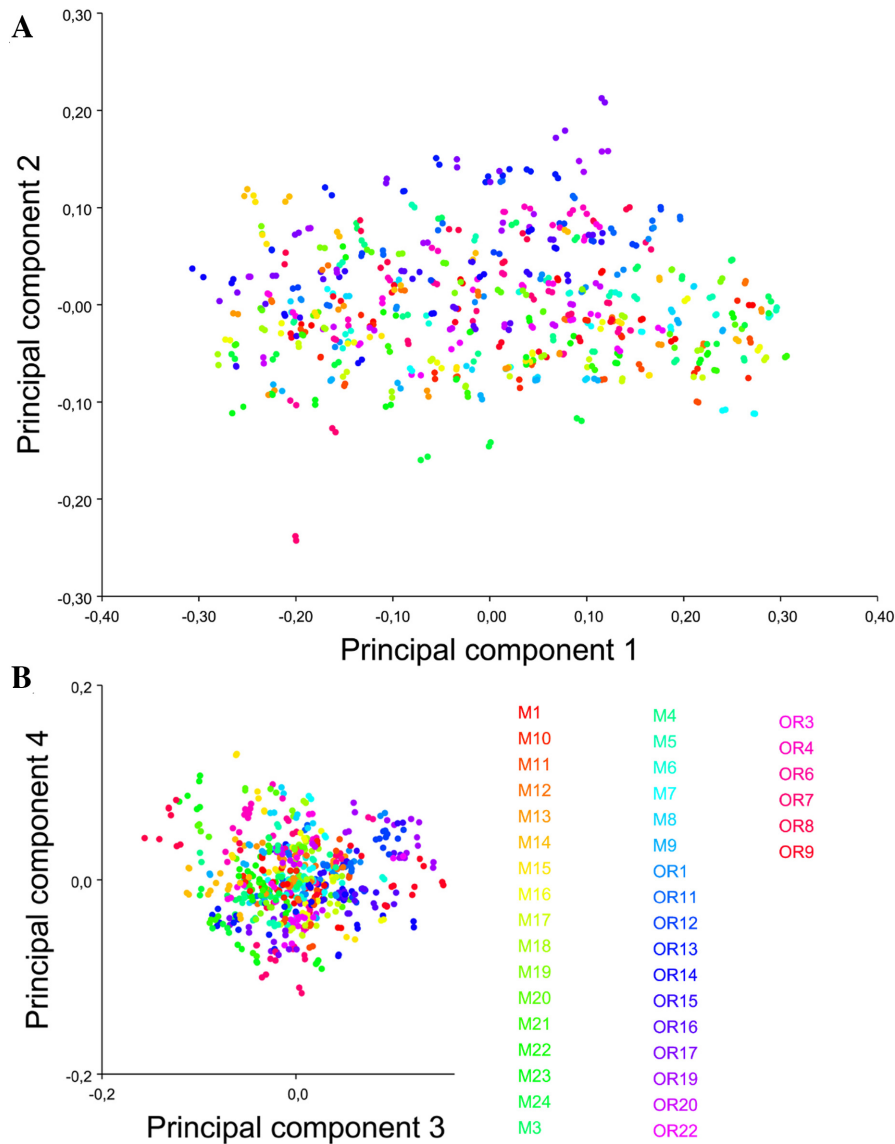 A
0,30
0,20
0,10
-0,00
-0,10
-0,20
-0,30
Principal component 2
-0,40
-0,30
-0,20
-0,10
0,00
0,10
0,20
0,30
0,40
Principal component 1
B
0,2
0,0
-0,2
Principal component 4
-0,2
0,0
Principal component 3
M1
M10
M11
M12
M13
M14
M15
M16
M17
M18
M19
M20
M21
M22
M23
M24
M3
M4
M5
M6
M7
M8
M9
OR1
OR11
OR12
OR13
OR14
OR15
OR16
OR17
OR19
OR20
OR22
OR3
OR4
OR6
OR7
OR8
OR9